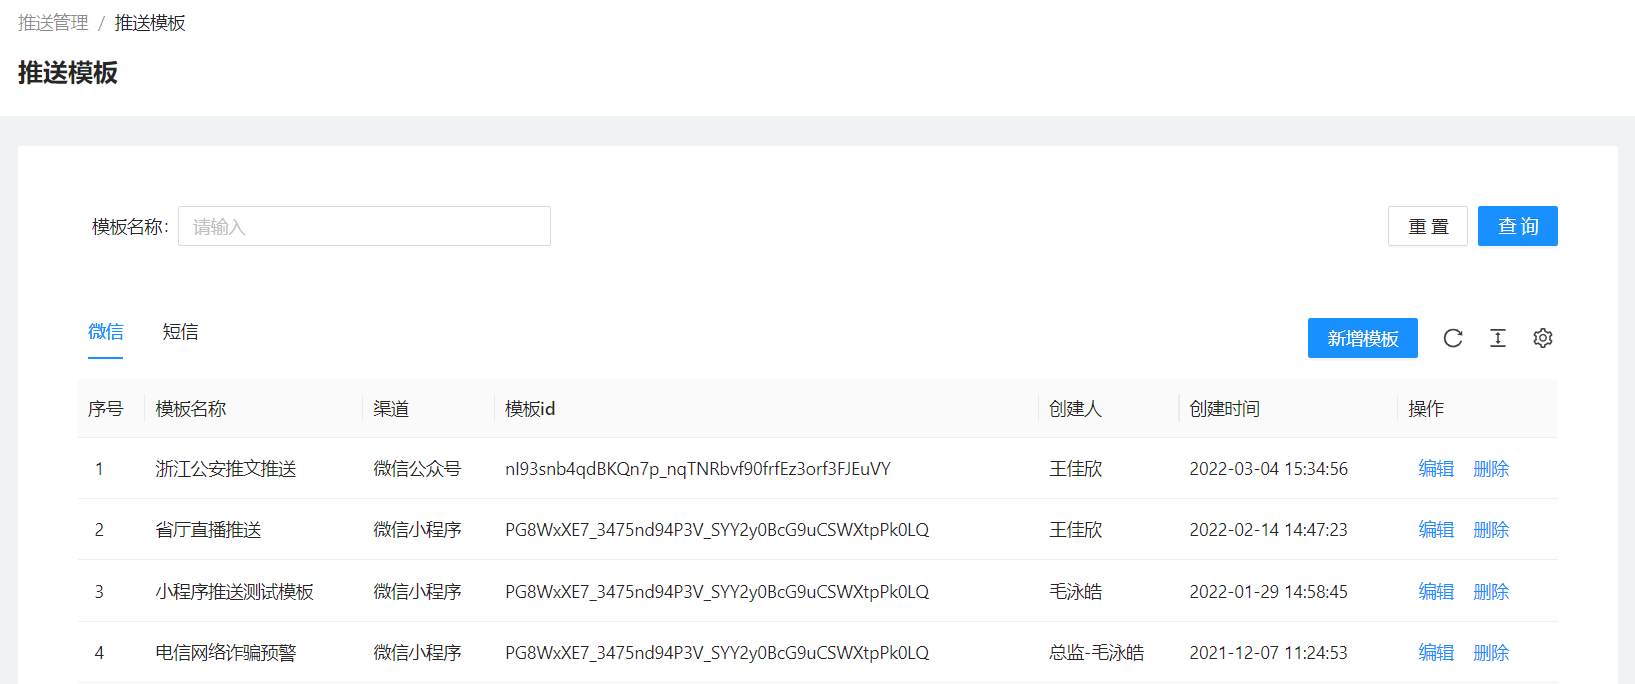 推送管理 / 推送模板
推送模板
模板名称: 请输入 重 置 查 询
微信 短信 新增模板
序号 模板名称 渠道 模板id 创建人 创建时间 操作
1 浙江公安推文推送 微信公众号 nI93snb4qdBKQn7p_nqTNRbvf90frfEz3orf3FJEuVY 王佳欣 2022-03-04 15:34:56 编辑 删除
2 省厅直播推送 微信小程序 PG8WxXE7_3475nd94P3V_SYY2y0BcG9uCSWXtpPk0LQ 王佳欣 2022-02-14 14:47:23 编辑 删除
3 小程序推送测试模板 微信小程序 PG8WxXE7_3475nd94P3V_SYY2y0BcG9uCSWXtpPk0LQ 毛泳皓 2022-01-29 14:58:45 编辑 删除
4 电信网络诈骗预警 微信小程序 PG8WxXE7_3475nd94P3V_SYY2y0BcG9uCSWXtpPk0LQ 总监-毛泳皓 2021-12-07 11:24:53 编辑 删除